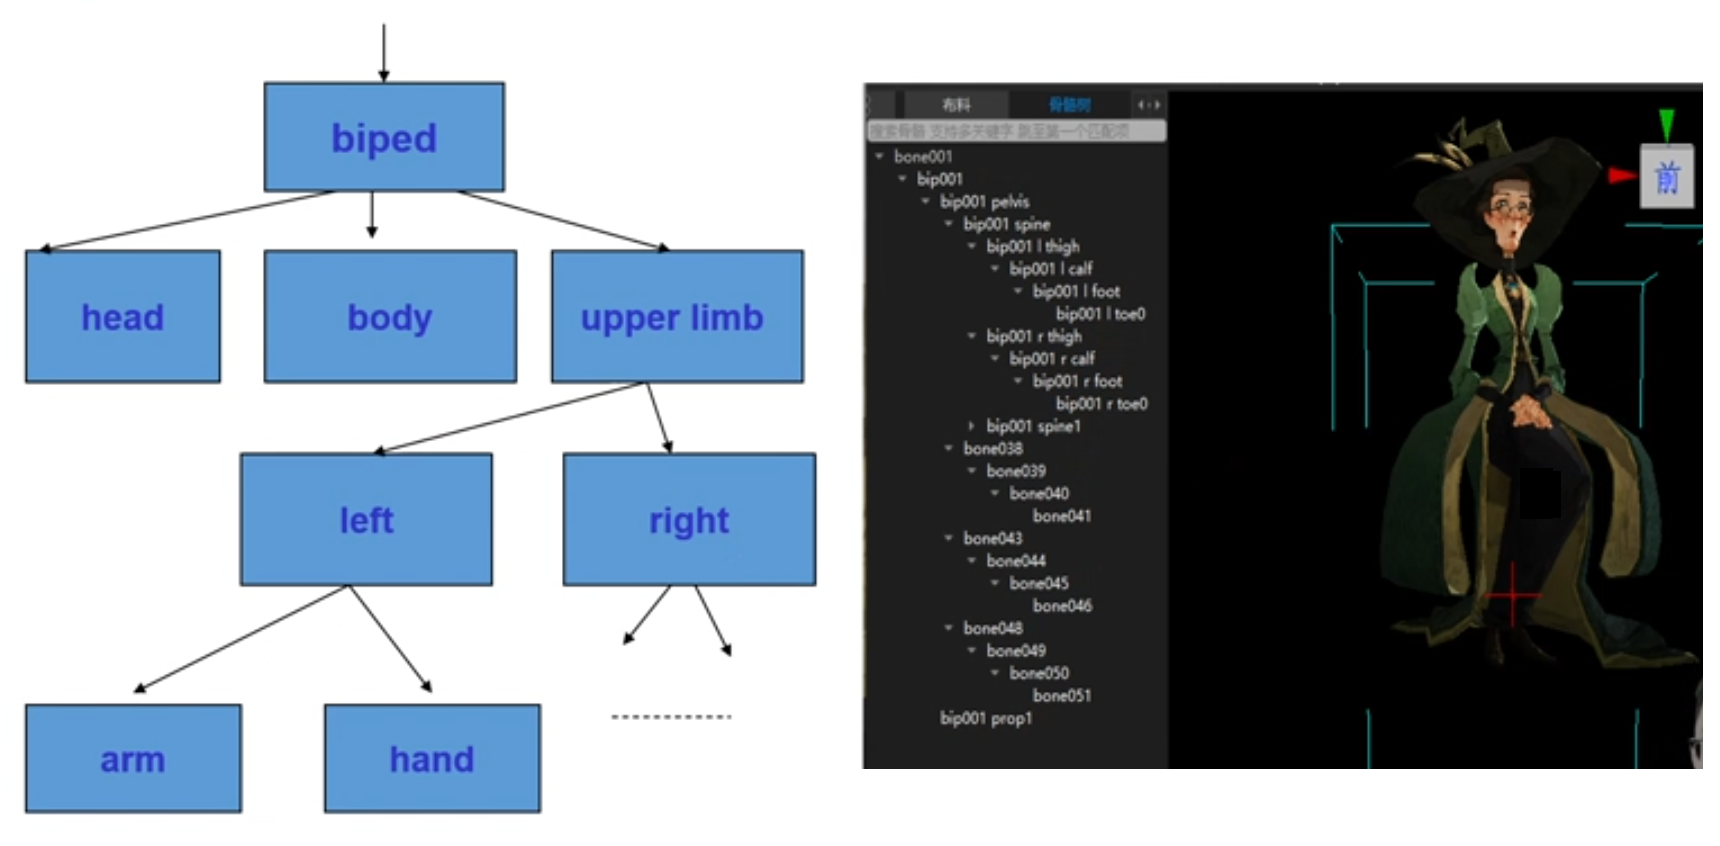 biped
head
body
upper limb
left
right
arm
hand
布料
骨骼树
搜索骨骼 支持多关键字 跳至第一个匹配项
bone001
bip001
bip001 pelvis
bip001 spine
bip001 l thigh
bip001 l calf
bip001 l foot
bip001 l toe0
bip001 r thigh
bip001 r calf
bip001 r foot
bip001 r toe0
bip001 spine1
bone038
bone039
bone040
bone041
bone043
bone044
bone045
bone046
bone048
bone049
bone050
bone051
bip001 prop1
前